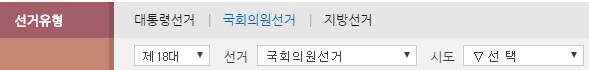 선거유형 대통령선거 | 국회의원선거 | 지방선거
제18대 ▼ 선거 국회의원선거 ▼ 시도 ▽ 선 택 ▼